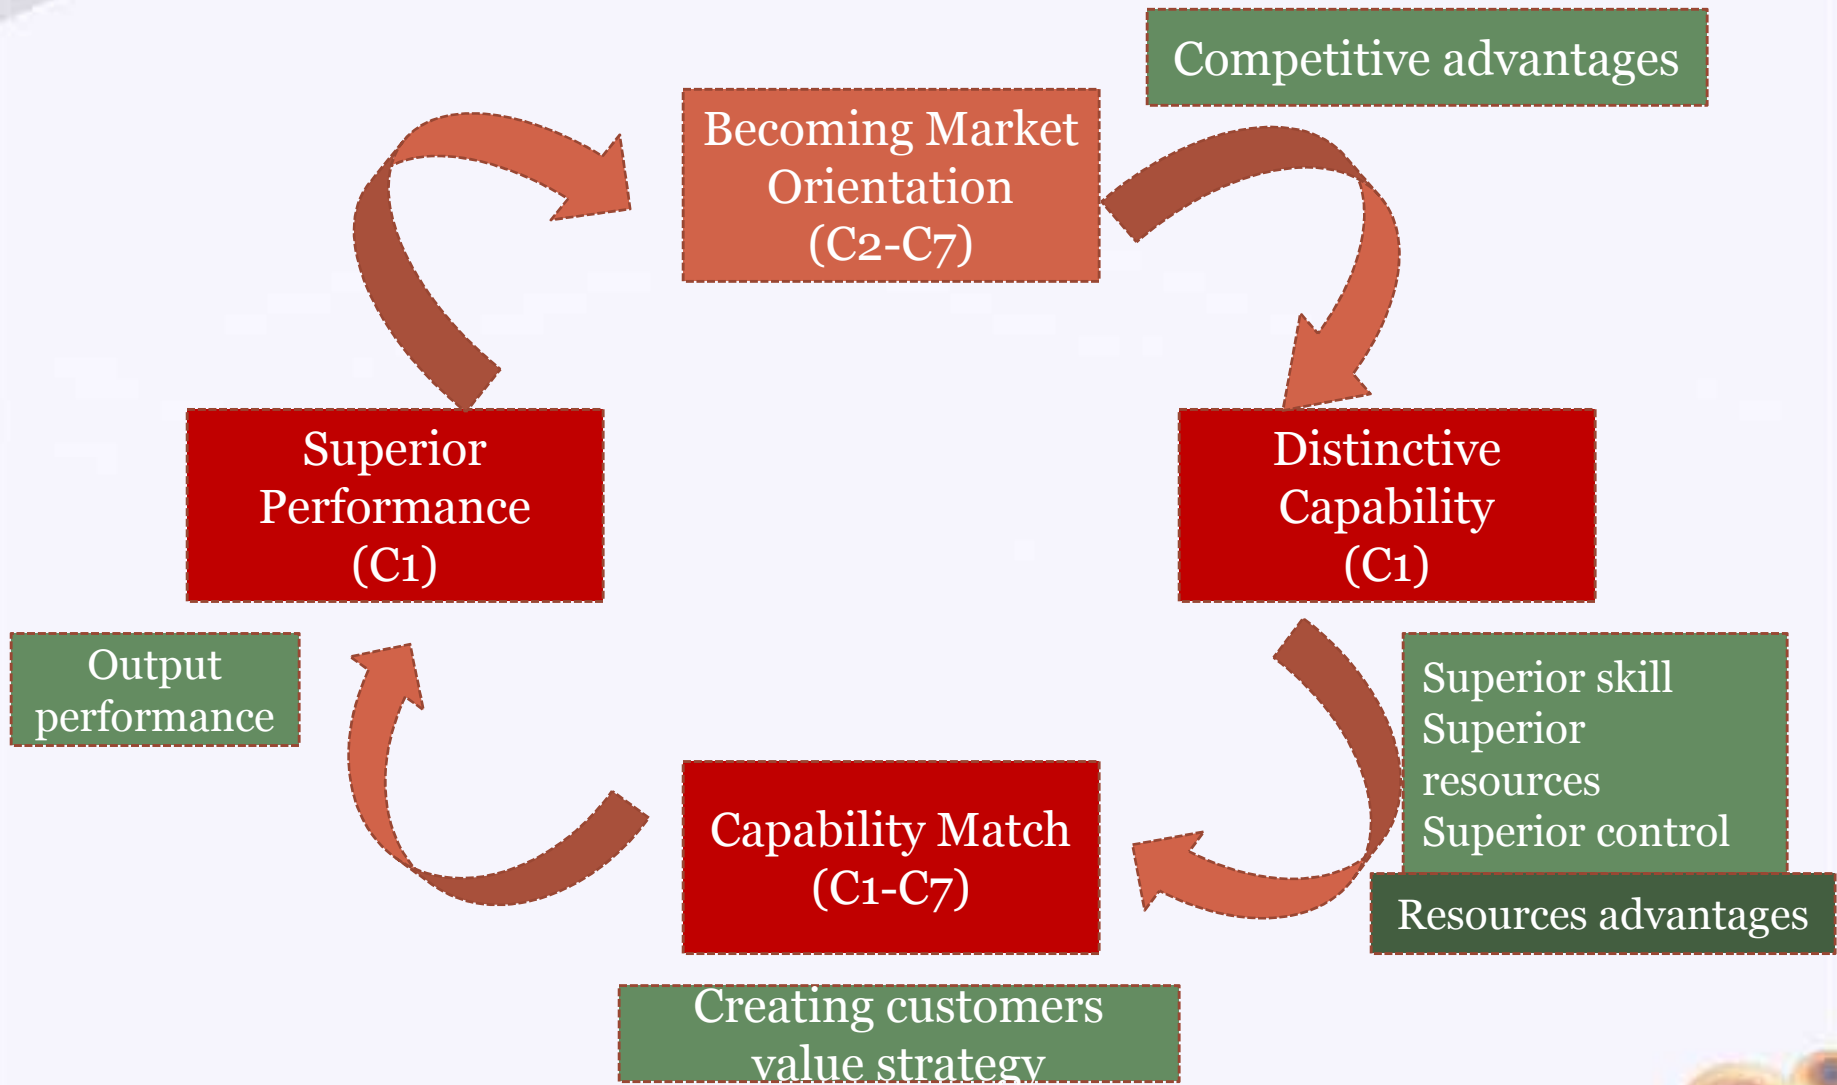 Competitive advantages
Becoming Market
Orientation
(C2-C7)
Superior
Performance
(C1)
Distinctive
Capability
(C1)
Output
performance
Superior skill
Superior
resources
Superior control
Capability Match
(C1-C7)
Resources advantages
Creating customers
value strategy